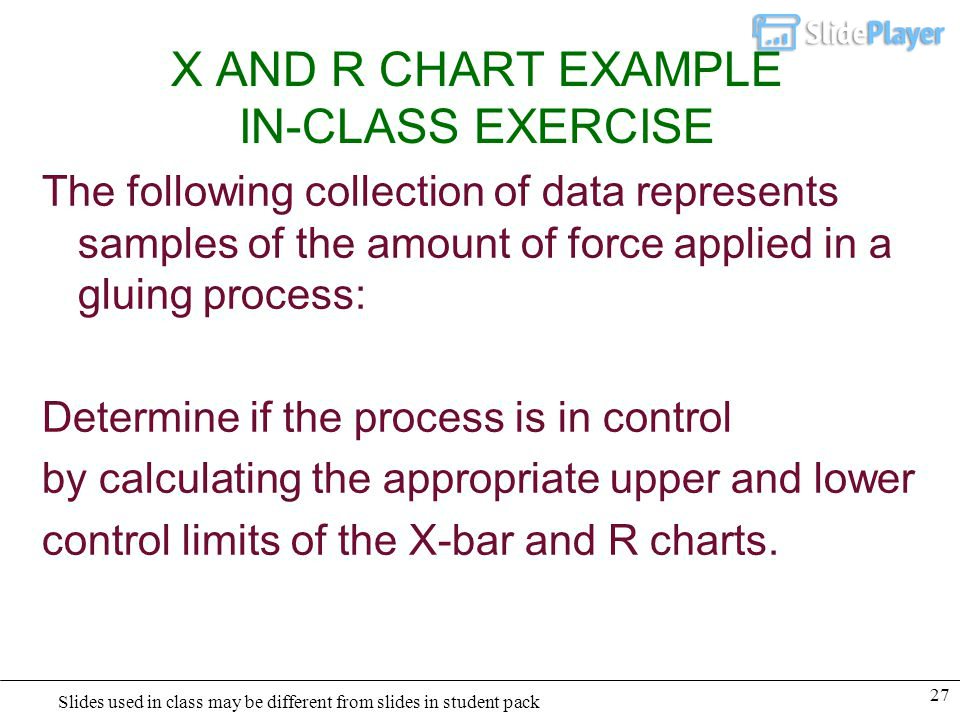 SlidePlayer
X AND R CHART EXAMPLE
IN-CLASS EXERCISE
The following collection of data represents
samples of the amount of force applied in a
gluing process:
Determine if the process is in control
by calculating the appropriate upper and lower
control limits of the X-bar and R charts.
Slides used in class may be different from slides in student pack
27